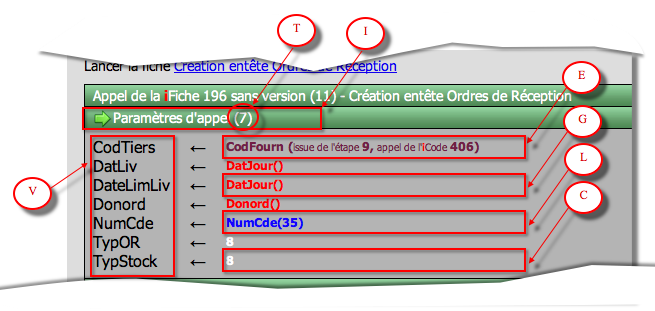 T
I
Lancer la fiche Création entête Ordres de Réception
E
Appel de la iFiche 196 sans version (11) - Création entête Ordres de Réception
G
Paramètres d'appel (7)
CodTiers ← CodFourn (issue de l'étape 9, appel de l'iCode 406)
L
DatLiv ← DatJour()
V
DateLimLiv ← DatJour()
C
Donord ← Donord()
NumCde ← NumCde(35)
TypOR ← 8
TypStock ← 8